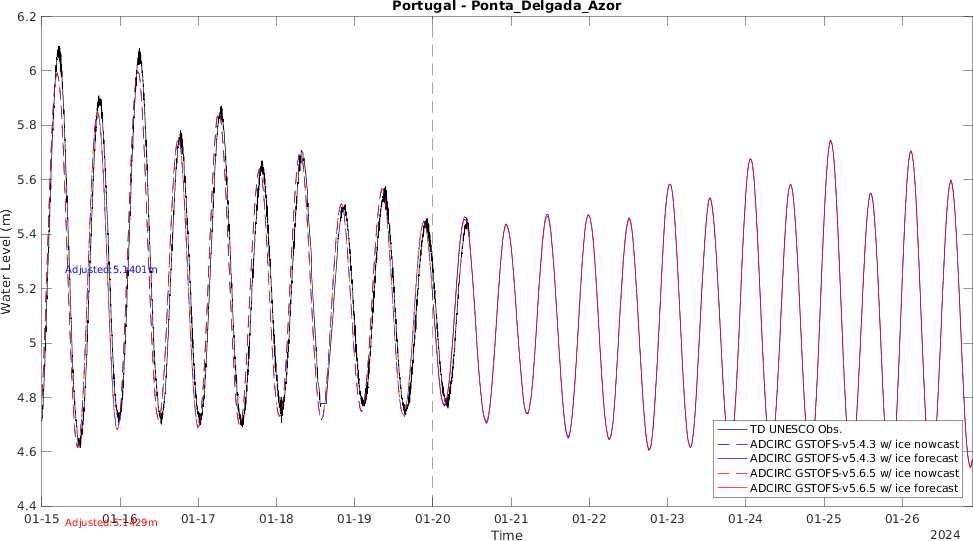 Portugal - Ponta_Delgada_Azor
6.2
6
5.8
5.6
5.4
5.2
5
4.8
4.6
4.4
Water Level (m)
Adjusted:5.1401m
Adjusted:5.1429m
TD UNESCO Obs.
ADCIRC GSTOFS-v5.4.3 w/ ice nowcast
ADCIRC GSTOFS-v5.4.3 w/ ice forecast
ADCIRC GSTOFS-v5.6.5 w/ ice nowcast
ADCIRC GSTOFS-v5.6.5 w/ ice forecast
01-15 01-16 01-17 01-18 01-19 01-20 01-21 01-22 01-23 01-24 01-25 01-26
Time
2024